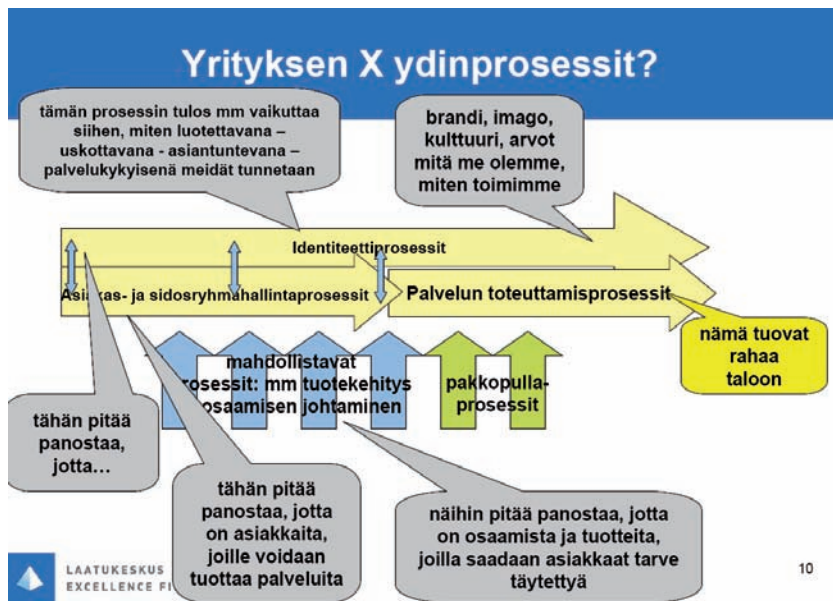 Yrityksen X ydinprosessit?
tämän prosessin tulos mm vaikuttaa
siihen, miten luotettavana –
uskottavana - asiantuntevana –
palvelukykyisenä meidät tunnetaan
brandi, imago,
kulttuuri, arvot
mitä me olemme,
miten toimimme
Identiteettiprosessit
Asiakas- ja sidosryhmahallintaprosessit
Palvelun toteuttamisprosessit
nämä tuovat
rahaa
taloon
mahdollistavat
prosessit: mm tuotekehitys
osaamisen johtaminen
pakkopulla-
prosessit
tähän pitää
panostaa,
jotta…
tähän pitää
panostaa, jotta
on asiakkaita,
joille voidaan
tuottaa palveluita
näihin pitää panostaa, jotta
on osaamista ja tuotteita,
joilla saadaan asiakkaat tarve
täytettyä
LAATUKESKUS
EXCELLENCE FI
10